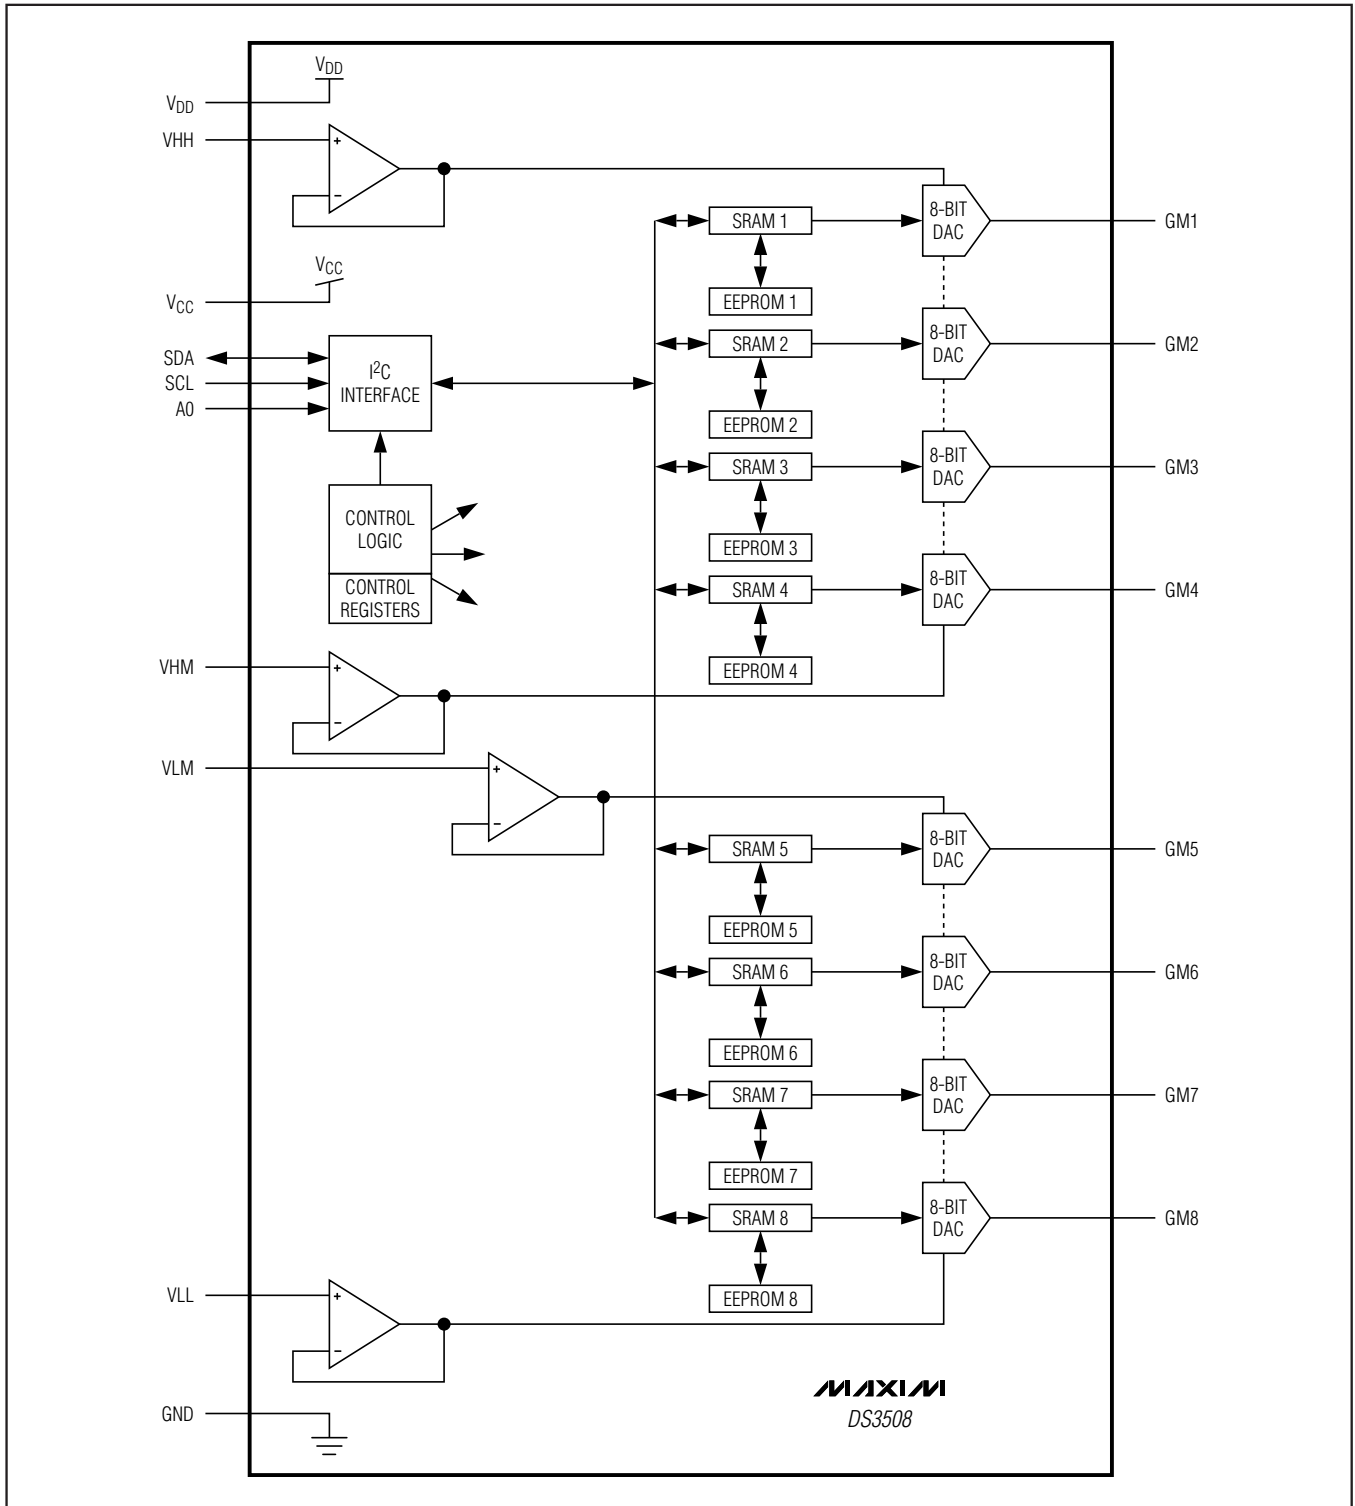 VDD
VDD
VHH
+
−
8-BIT
DAC
SRAM 1
GM1
EEPROM 1
VCC
VCC
8-BIT
DAC
SRAM 2
GM2
EEPROM 2
SDA
SCL
A0
I2C
INTERFACE
8-BIT
DAC
SRAM 3
GM3
EEPROM 3
CONTROL
LOGIC
CONTROL
REGISTERS
8-BIT
DAC
SRAM 4
GM4
EEPROM 4
VHM
+
−
VLM
+
−
8-BIT
DAC
SRAM 5
GM5
EEPROM 5
8-BIT
DAC
SRAM 6
GM6
EEPROM 6
8-BIT
DAC
SRAM 7
GM7
EEPROM 7
8-BIT
DAC
SRAM 8
GM8
EEPROM 8
VLL
+
−
MAXIM
DS3508
GND